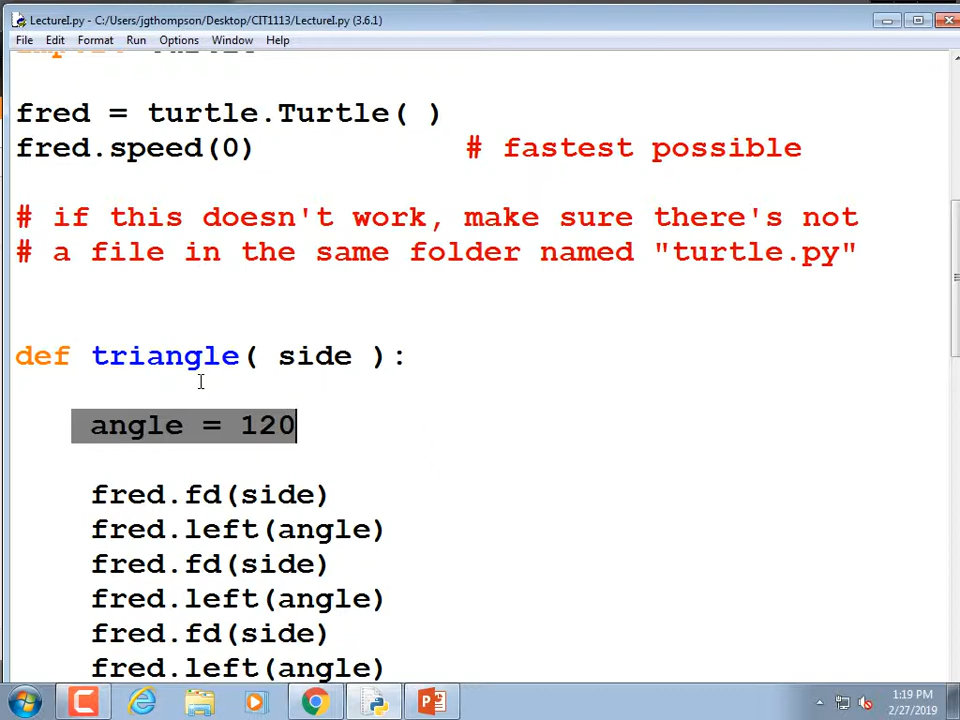 LectureI.py - C:/Users/jgthompson/Desktop/CIT1113/LectureI.py (3.6.1)
File Edit Format Run Options Window Help
fred = turtle.Turtle( )
fred.speed(0) # fastest possible
# if this doesn't work, make sure there's not
# a file in the same folder named "turtle.py"
def triangle( side ):
angle = 120
fred.fd(side)
fred.left(angle)
fred.fd(side)
fred.left(angle)
fred.fd(side)
fred.left(angle)
1:19 PM
2/27/2019